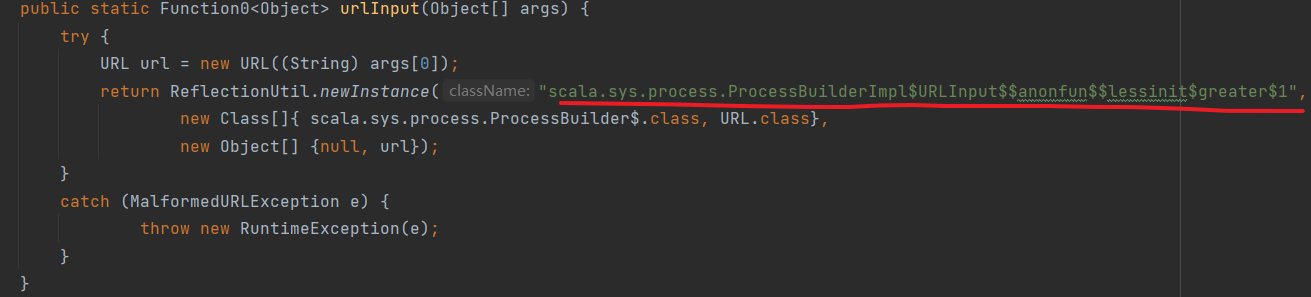 public static Function0<Object> urlInput(Object[] args) {
try {
URL url = new URL((String) args[0]);
return ReflectionUtil.newInstance( className: "scala.sys.process.ProcessBuilderImpl$URLInput$$anonfun$$lessinit$greater$1",
new Class[]{ scala.sys.process.ProcessBuilder$.class, URL.class},
new Object[] {null, url});
}
catch (MalformedURLException e) {
throw new RuntimeException(e);
}
}